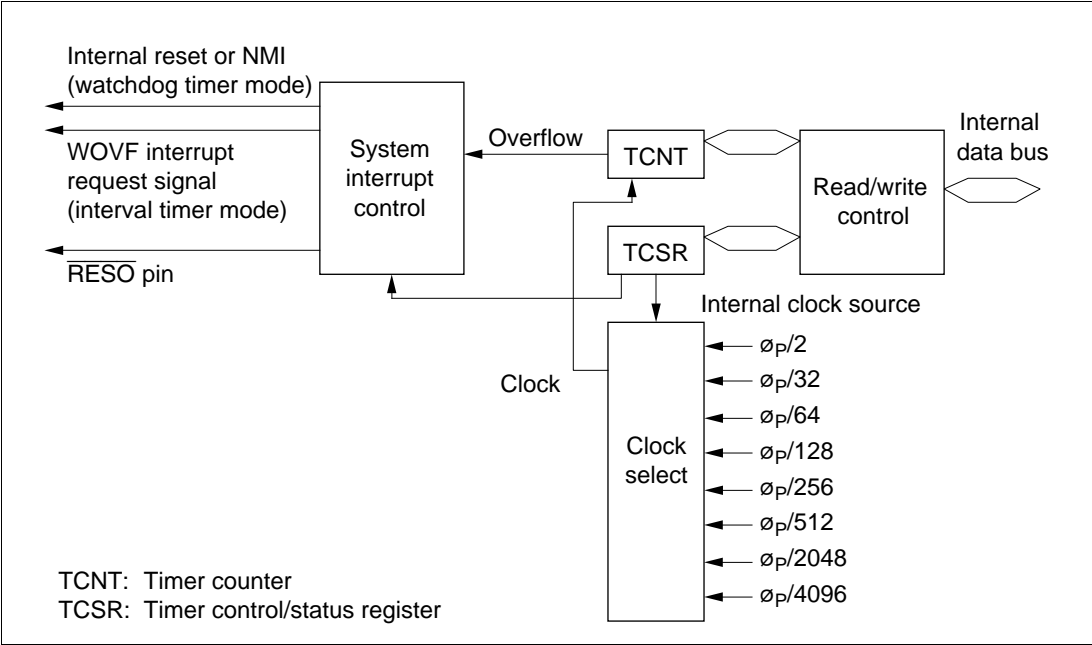 Internal reset or NMI
(watchdog timer mode)
WOVF interrupt
request signal
(interval timer mode)
RESO pin
System
interrupt
control
Overflow
TCNT
TCSR
Read/write
control
Internal
data bus
Internal clock source
Clock
Clock
select
øP/2
øP/32
øP/64
øP/128
øP/256
øP/512
øP/2048
øP/4096
TCNT: Timer counter
TCSR: Timer control/status register